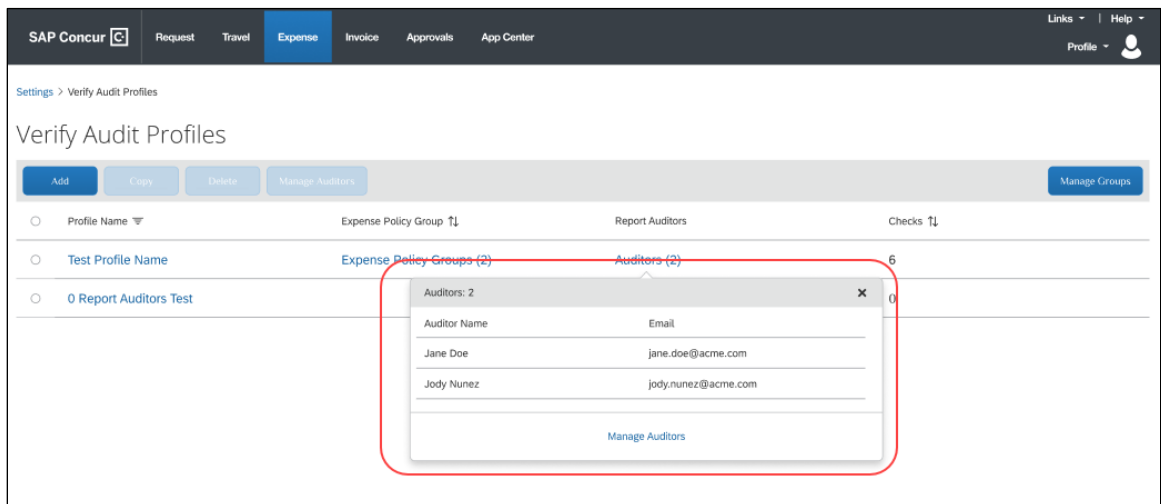 Links | Help
SAP Concur C Request Travel Expense Invoice Approvals App Center
Profile
Settings > Verify Audit Profiles
Verify Audit Profiles
Add Copy Delete Manage Auditors Manage Groups
Profile Name Expense Policy Group Report Auditors Checks
Test Profile Name Expense Policy Groups (2) Auditors (2) 6
0 Report Auditors Test 0
Auditors: 2
Auditor Name Email
Jane Doe jane.doe@acme.com
Jody Nunez jody.nunez@acme.com
Manage Auditors